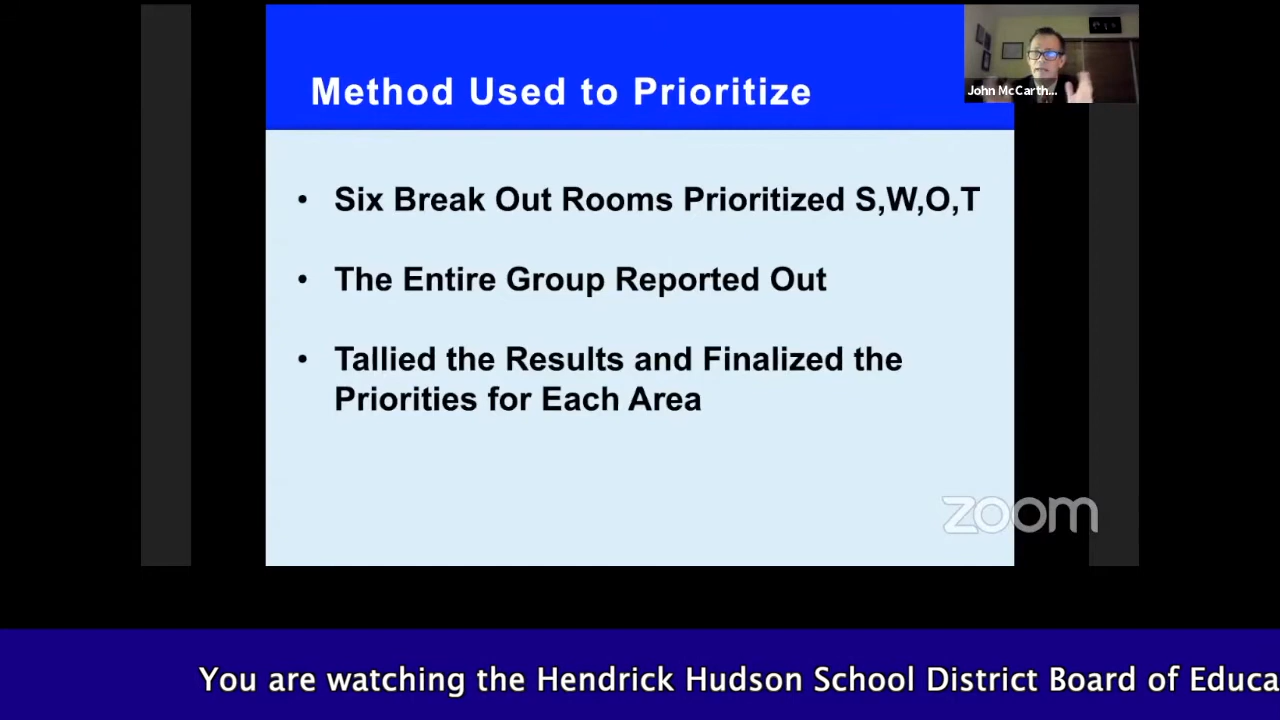 Method Used to Prioritize
John McCarth...
• Six Break Out Rooms Prioritized S,W,O,T
• The Entire Group Reported Out
• Tallied the Results and Finalized the
Priorities for Each Area
zoom
You are watching the Hendrick Hudson School District Board of Educa